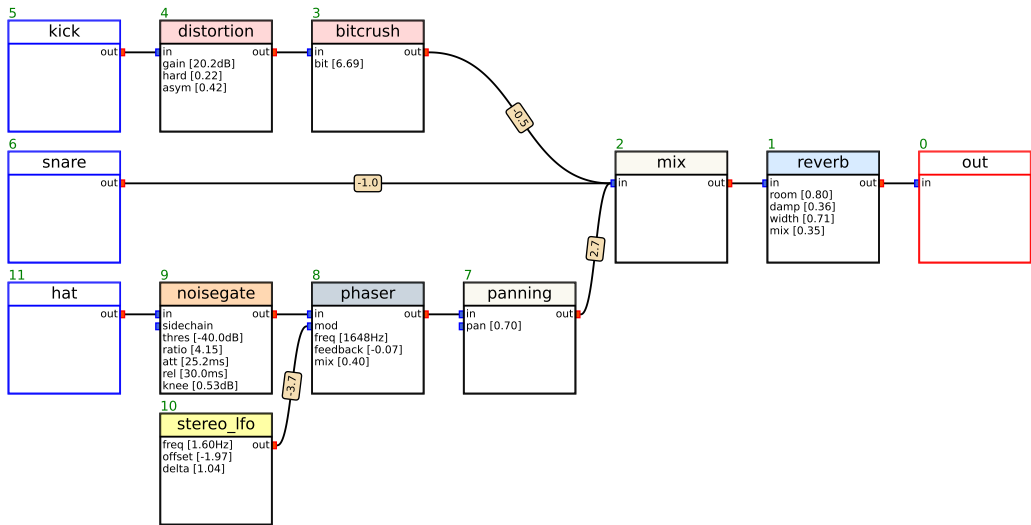 5
kick
out
4
distortion
in out
gain [20.2dB]
hard [0.22]
asym [0.42]
3
bitcrush
in out
bit [6.69]
-0.5
6
snare
out
-1.0
2
mix
in out
1
reverb
in out
room [0.80]
damp [0.36]
width [0.71]
mix [0.35]
0
out
in
11
hat
out
9
noisegate
in out
sidechain
thres [-40.0dB]
ratio [4.15]
att [25.2ms]
rel [30.0ms]
knee [0.53dB]
8
phaser
in out
mod
freq [1648Hz]
feedback [-0.07]
mix [0.40]
7
panning
in out
pan [0.70]
2.7
-3.7
10
stereo_lfo
freq [1.60Hz] out
offset [-1.97]
delta [1.04]